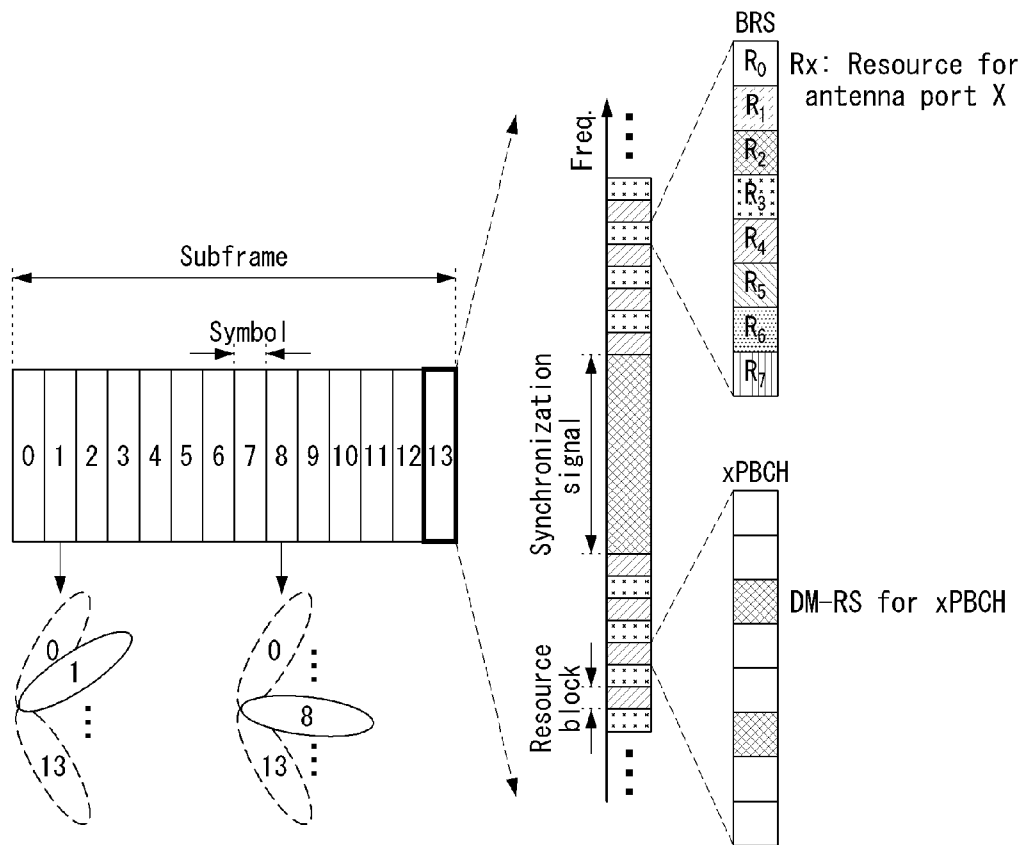 BRS
R0
R1
R2
R3
R4
R5
R6
R7
Rx: Resource for
antenna port X
Freq.
Subframe
Symbol
0 1 2 3 4 5 6 7 8 9 10 11 12 13
Synchronization
signal
Resource
block
xPBCH
DM-RS for xPBCH
0
1
13
0
8
13